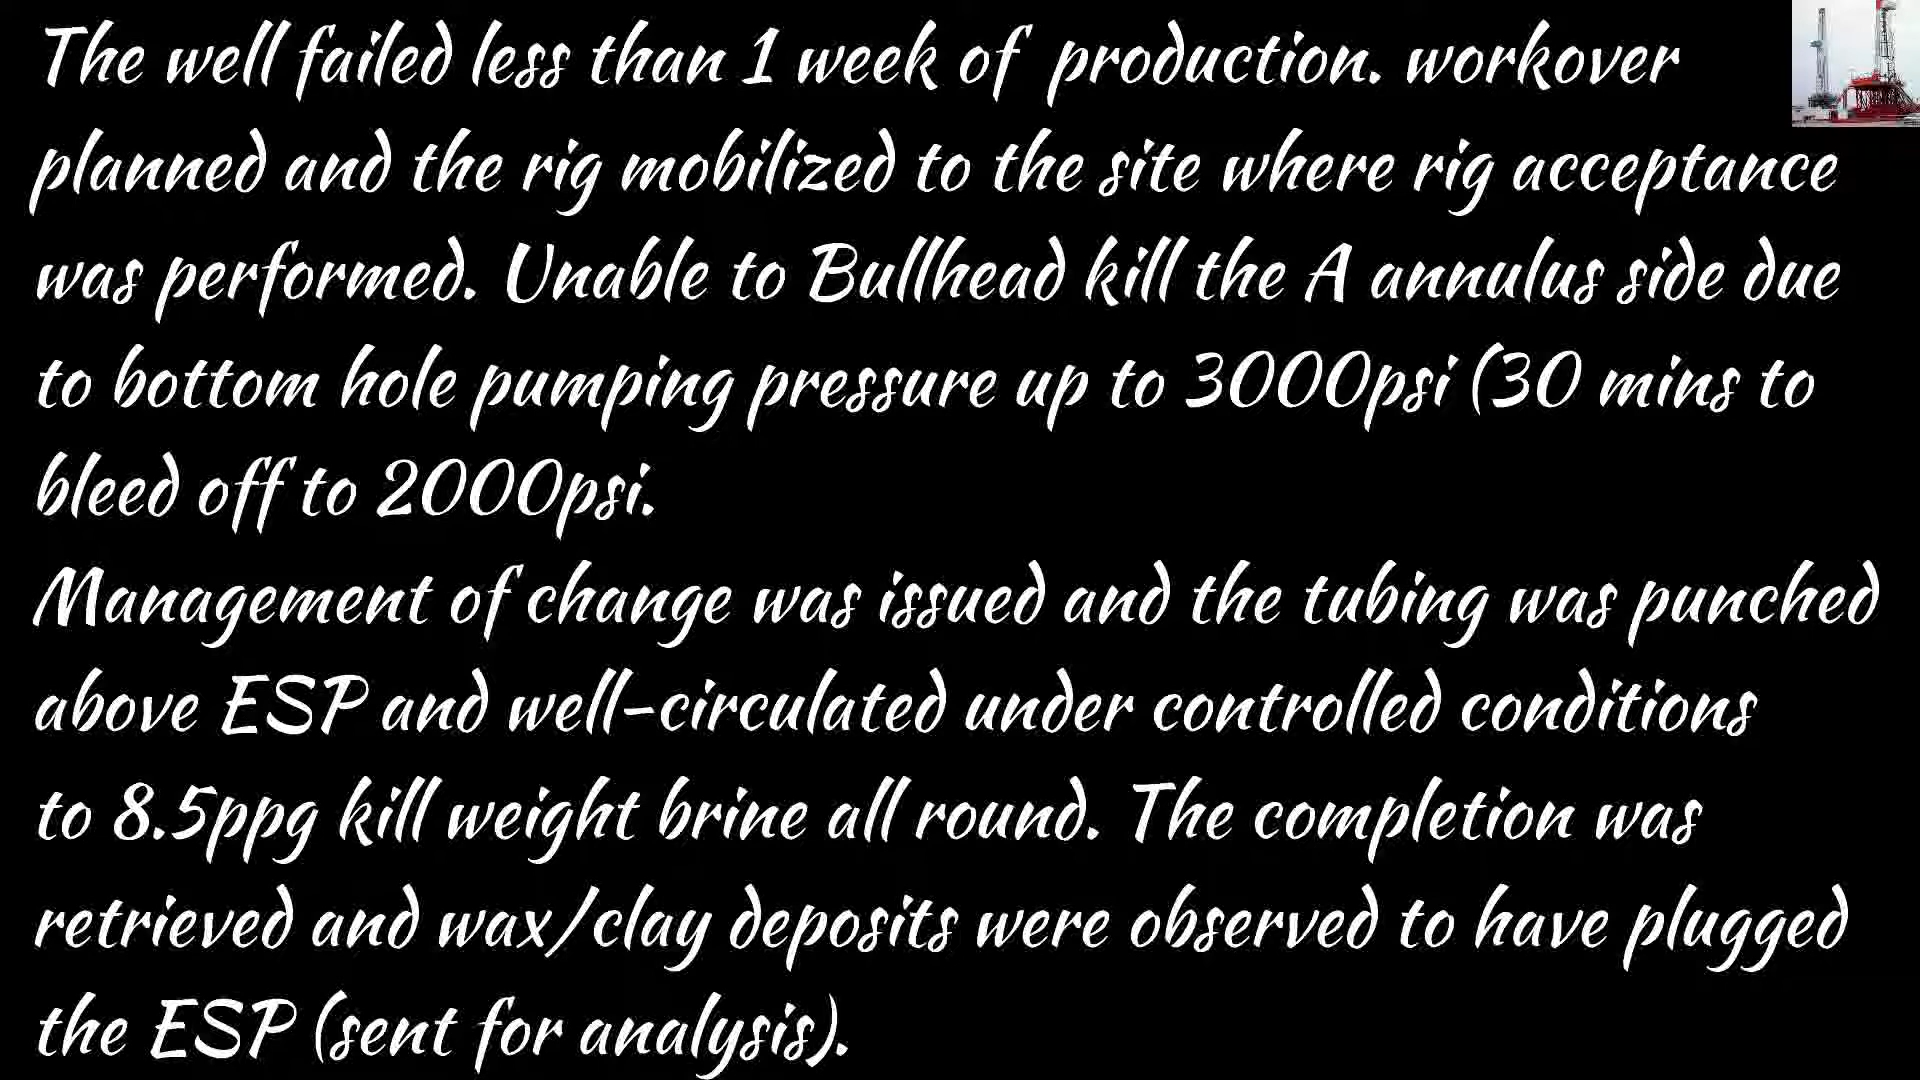 The well failed less than 1 week of production. workover
planned and the rig mobilized to the site where rig acceptance
was performed. Unable to Bullhead kill the A annulus side due
to bottom hole pumping pressure up to 3000psi (30 mins to
bleed off to 2000psi.
Management of change was issued and the tubing was punched
above ESP and well-circulated under controlled conditions
to 8.5ppg kill weight brine all round. The completion was
retrieved and wax/clay deposits were observed to have plugged
the ESP (sent for analysis).